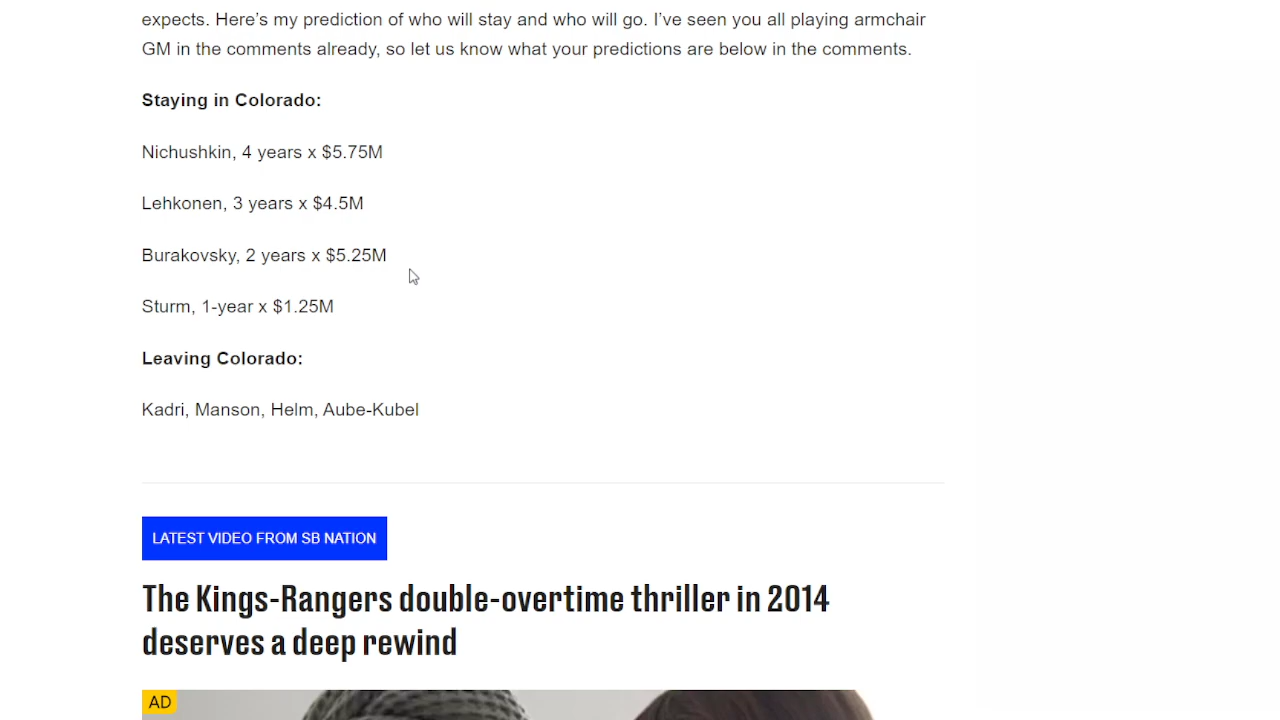 expects. Here’s my prediction of who will stay and who will go. I’ve seen you all playing armchair
GM in the comments already, so let us know what your predictions are below in the comments.
Staying in Colorado:
Nichushkin, 4 years x $5.75M
Lehkonen, 3 years x $4.5M
Burakovsky, 2 years x $5.25M
Sturm, 1-year x $1.25M
Leaving Colorado:
Kadri, Manson, Helm, Aube-Kubel
LATEST VIDEO FROM SB NATION
The Kings-Rangers double-overtime thriller in 2014
deserves a deep rewind
AD